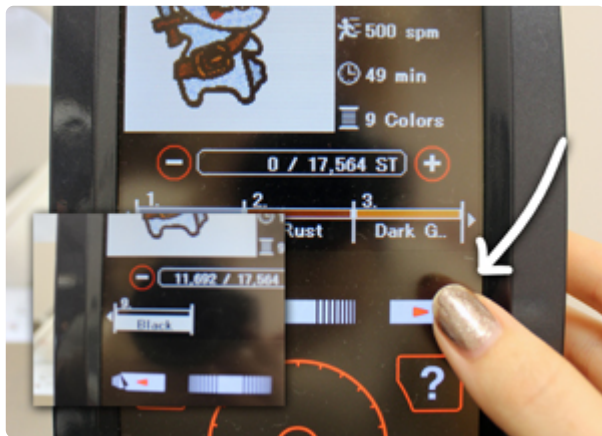 500 spm
49 min
9 Colors
0 / 17,564 ST
1. 2. 3.
Rust Dark G..
11,692 / 17,564
9.
Black
?